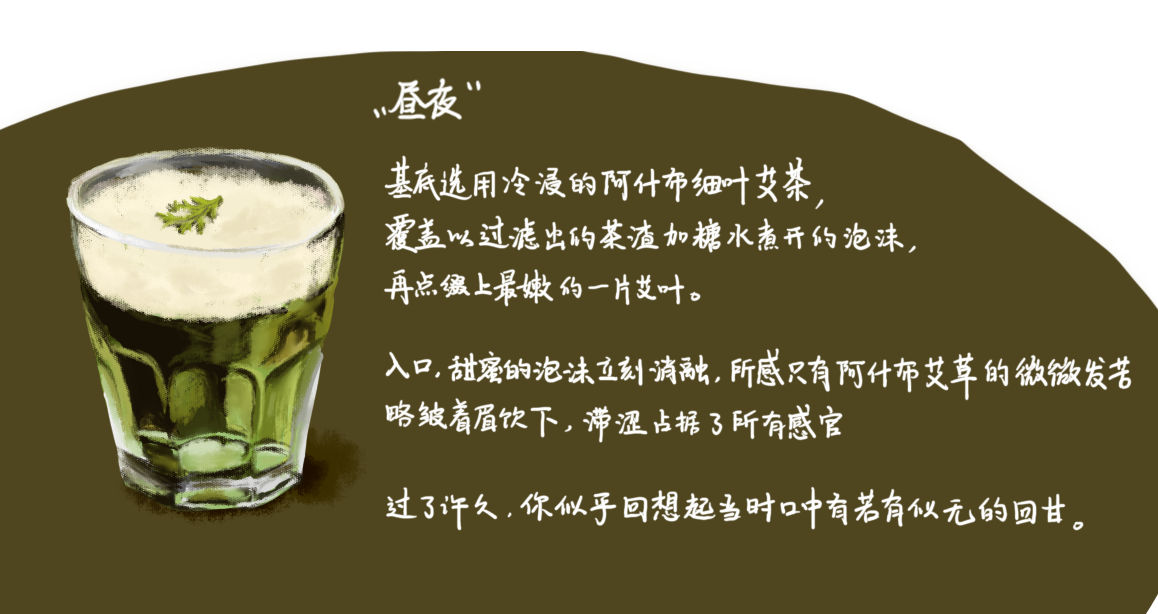 „昼夜“
基底选用冷浸的阿什布细叶艾茶,
覆盖以过滤出的茶渣加糖水煮开的泡沫,
再点缀上最嫩的一片艾叶。
入口,甜蜜的泡沫立刻消融,所感只有阿什布艾草的微微发苦
略皱着眉饮下,滞涩占据了所有感官
过了许久,你似乎回想起当时口中有若有似无的回甘。